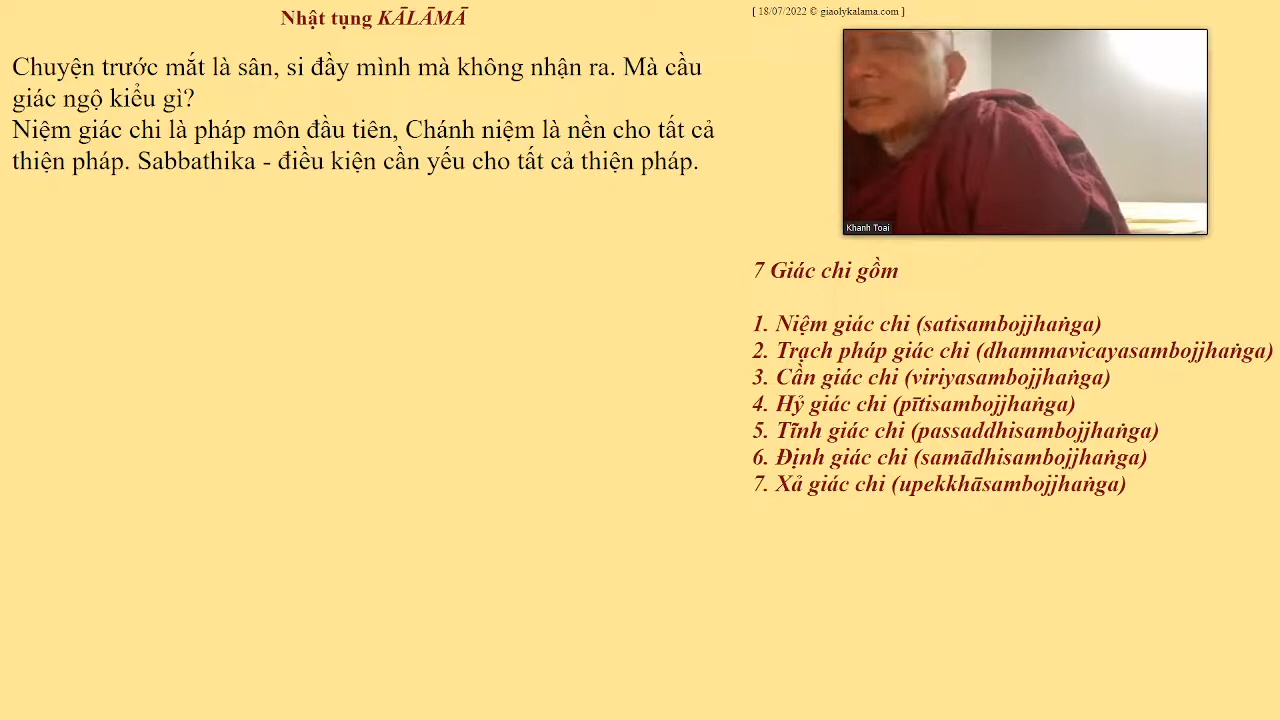 Nhật tụng KĀLĀMĀ
Chuyện trước mắt là sân, si đầy mình mà không nhận ra. Mà cầu
giác ngộ kiểu gì?
Niệm giác chi là pháp môn đầu tiên, Chánh niệm là nền cho tất cả
thiện pháp. Sabbathika - điều kiện cần yếu cho tất cả thiện pháp.
[ 18/07/2022 © giaolykalama.com ]
Khanh Toai
7 Giác chi gồm
1. Niệm giác chi (satisambojjhaṅga)
2. Trạch pháp giác chi (dhammavicayasambojjhaṅga)
3. Cần giác chi (viriyasambojjhaṅga)
4. Hỷ giác chi (pītisambojjhaṅga)
5. Tĩnh giác chi (passaddhisambojjhaṅga)
6. Định giác chi (samādhisambojjhaṅga)
7. Xả giác chi (upekkhāsambojjhaṅga)